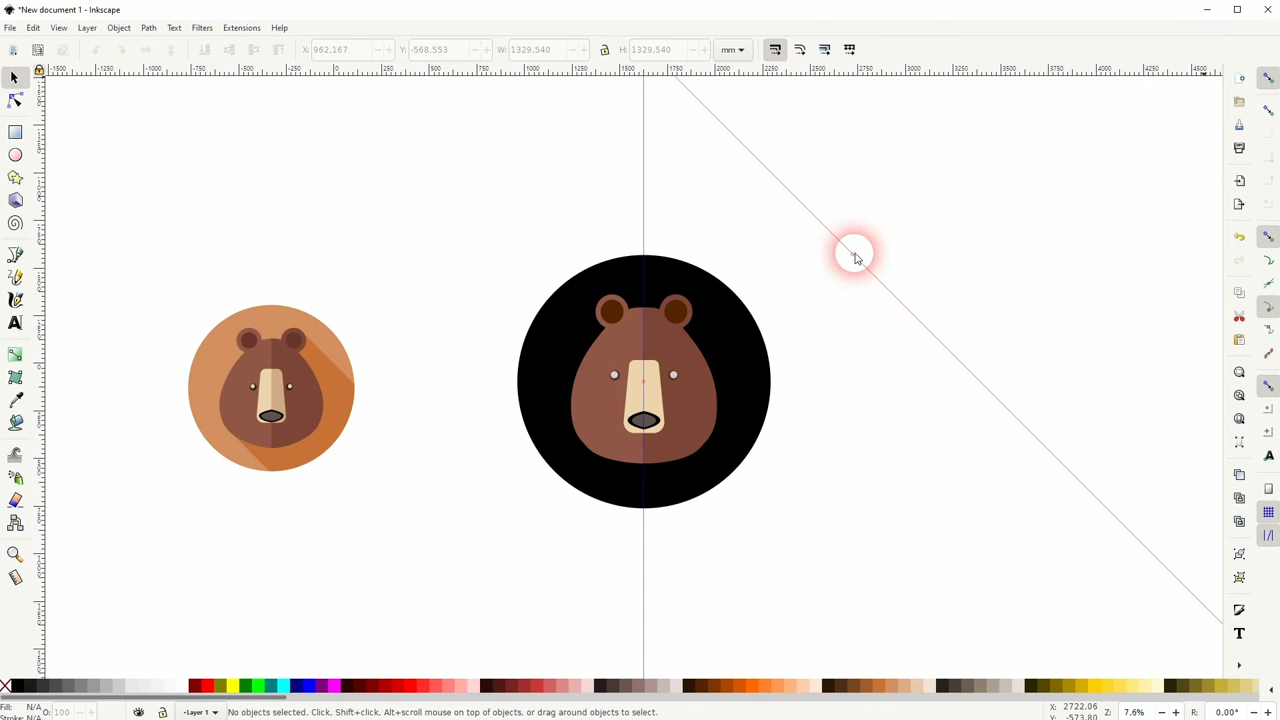 *New document 1 - Inkscape
File Edit View Layer Object Path Text Filters Extensions Help
X: 962.167 Y: -568.553 W: 1329.540 H: 1329.540 mm
-1500 -1250 -1000 -750 -500 -250 0 250 500 750 1000 1250 1500 1750 2000 2250 2500 2750 3000 3250 3500 3750 4000 4250 4500
Fill: N/A
Stroke: N/A
O: 100
-Layer 1
No objects selected. Click, Shift+click, Alt+scroll mouse on top of objects, or drag around objects to select.
X: 2722.06
Y: -573.80
Z: 7.6%
R: 0.00°